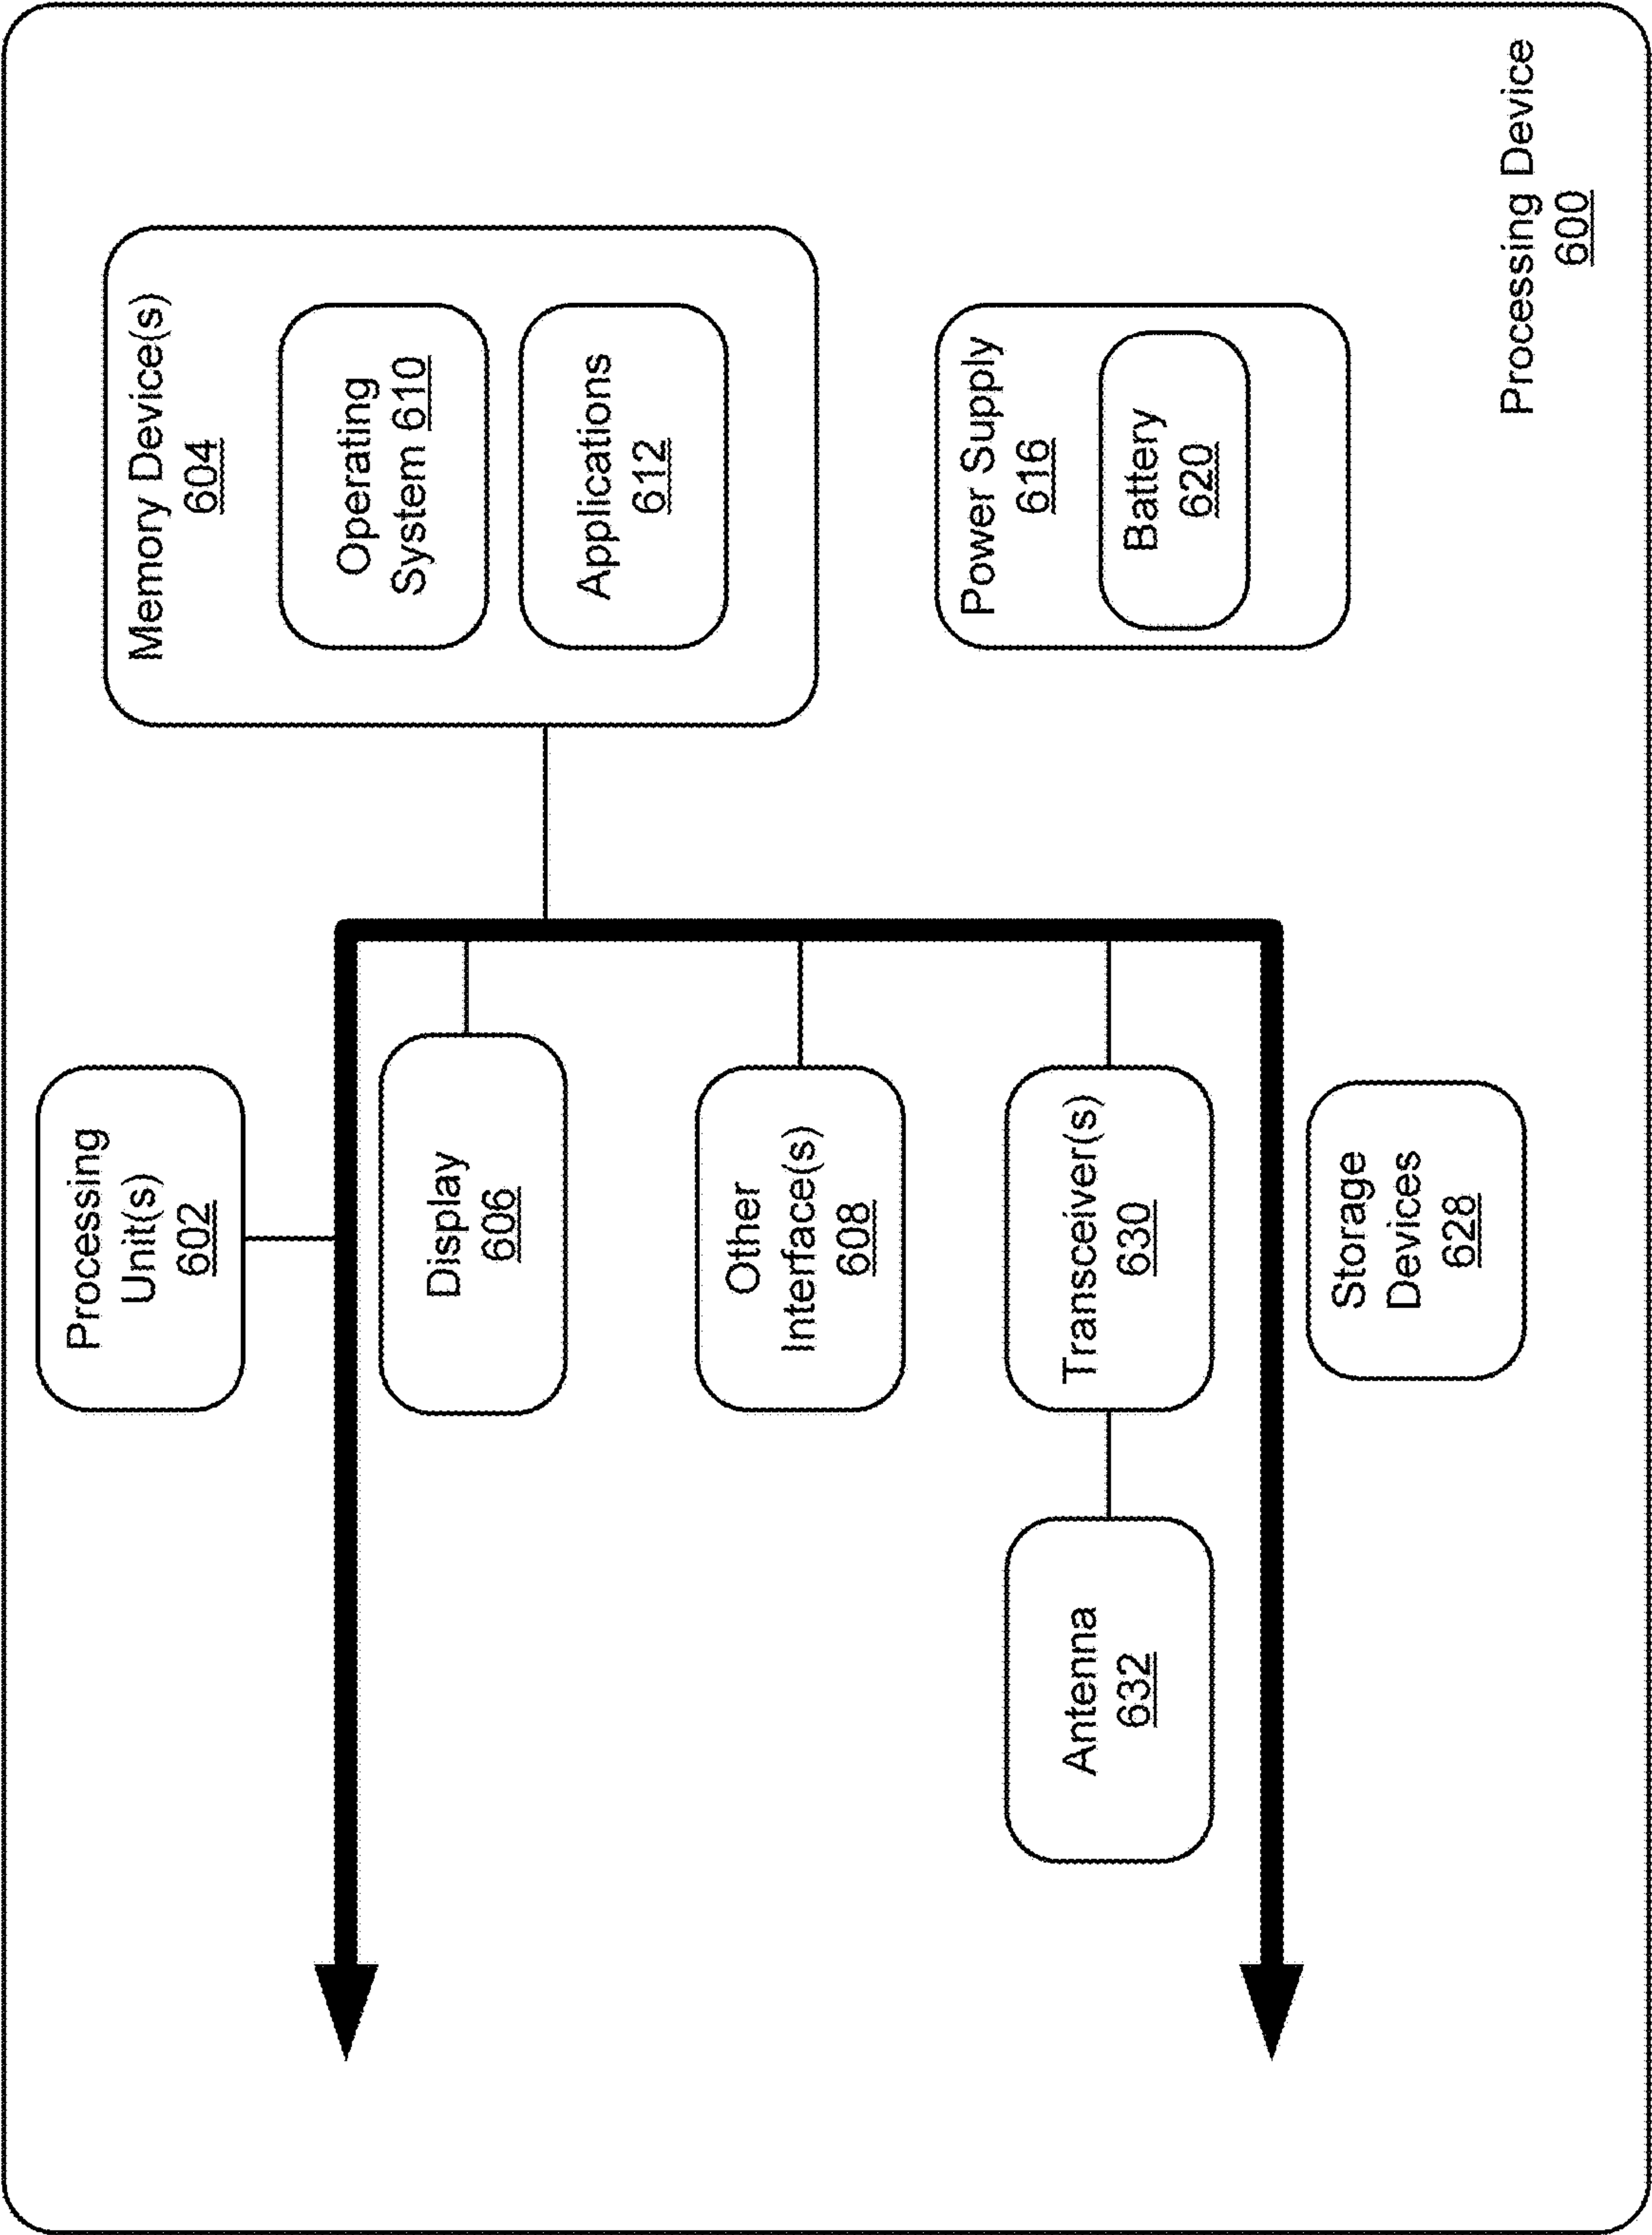 Processing
Unit(s)
602
Display
606
Other
Interface(s)
608
Antenna
632
Transceiver(s)
630
Storage
Devices
628
Memory Device(s)
604
Operating
System 610
Applications
612
Power Supply
616
Battery
620
Processing Device
600